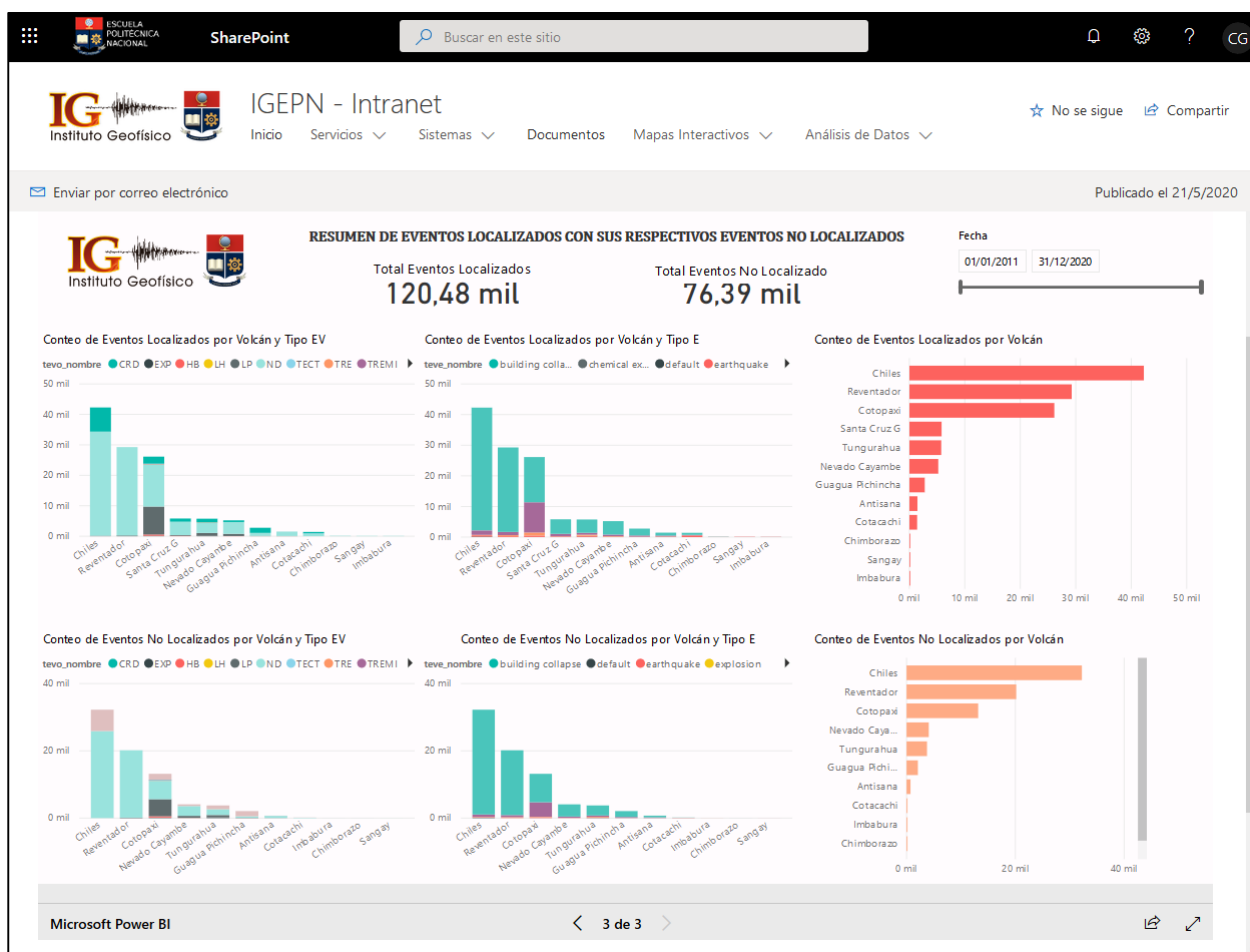 ESCUELA
POLITÉCNICA
NACIONAL
SharePoint
Buscar en este sitio
?
CG
IG
Instituto Geofísico
IGEPN - Intranet
Inicio Servicios Sistemas Documentos Mapas Interactivos Análisis de Datos
No se sigue Compartir
Enviar por correo electrónico
Publicado el 21/5/2020
IG
Instituto Geofísico
RESUMEN DE EVENTOS LOCALIZADOS CON SUS RESPECTIVOS EVENTOS NO LOCALIZADOS
Total Eventos Localizados
120,48 mil
Total Eventos No Localizado
76,39 mil
Fecha
01/01/2011 31/12/2020
Conteo de Eventos Localizados por Volcán y Tipo EV
tevo_nombre CRD EXP HB LH LP ND TECT TRE TREMI
50 mil
40 mil
30 mil
20 mil
10 mil
0 mil
Chiles
Reventador
Cotopaxi
Santa Cruz G
Tungurahua
Nevado Cayambe
Guagua Pichincha
Antisana
Cotacachi
Chimborazo
Sangay
Imbabura
Conteo de Eventos Localizados por Volcán y Tipo E
teve_nombre building colla... chemical ex... default earthquake
50 mil
40 mil
30 mil
20 mil
10 mil
0 mil
Chiles
Reventador
Cotopaxi
Santa Cruz G
Tungurahua
Nevado Cayambe
Guagua Pichincha
Antisana
Cotacachi
Chimborazo
Sangay
Imbabura
Conteo de Eventos Localizados por Volcán
Chiles
Reventador
Cotopaxi
Santa Cruz G
Tungurahua
Nevado Cayambe
Guagua Pichincha
Antisana
Cotacachi
Chimborazo
Sangay
Imbabura
0 mil 10 mil 20 mil 30 mil 40 mil 50 mil
Conteo de Eventos No Localizados por Volcán y Tipo EV
tevo_nombre CRD EXP HB LH LP ND TECT TRE TREMI
40 mil
20 mil
0 mil
Chiles
Reventador
Cotopaxi
Nevado Cayambe
Tungurahua
Guagua Pichincha
Antisana
Cotacachi
Imbabura
Chimborazo
Sangay
Conteo de Eventos No Localizados por Volcán y Tipo E
teve_nombre building collapse default earthquake explosion
40 mil
20 mil
0 mil
Chiles
Reventador
Cotopaxi
Nevado Cayambe
Tungurahua
Guagua Pichincha
Antisana
Cotacachi
Imbabura
Chimborazo
Sangay
Conteo de Eventos No Localizados por Volcán
Chiles
Reventador
Cotopaxi
Nevado Caya...
Tungurahua
Guagua Pichi...
Antisana
Cotacachi
Imbabura
Chimborazo
0 mil 20 mil 40 mil
Microsoft Power BI
3 de 3